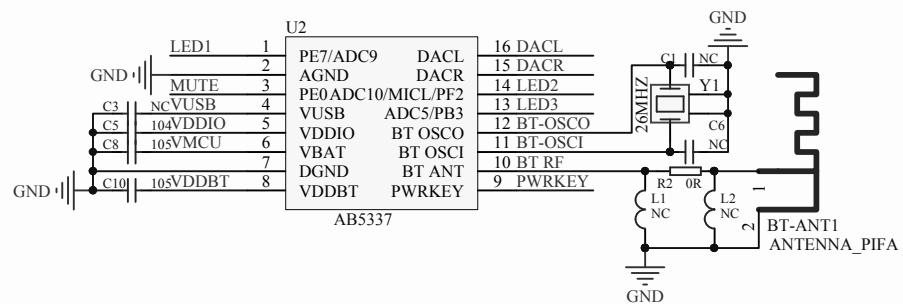 U2
GND
LED1 1 PE7/ADC9 DACL 16 DACL C1 NC
GND 2 AGND DACR 15 DACR
MUTE 3 PE0ADC10/MICL/PF2 14 LED2 26MHZ Y1
C3 NC VUSB 4 VUSB ADC5/PB3 13 LED3
C5 104 VDDIO 5 VDDIO BT OSCO 12 BT-OSCO C6
C8 105 VMCU 6 VBAT BT OSCI 11 BT-OSCI NC
7 DGND BT ANT 10 BT RF
GND C10 105 VDDBT 8 VDDBT PWRKEY 9 PWRKEY R2 0R 1
L1 L2
NC NC 2
AB5337 BT-ANT1
ANTENNA_PIFA
GND